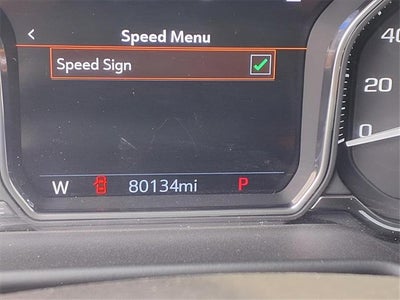 < Speed Menu
Speed Sign
W 80134mi P
40
20
0